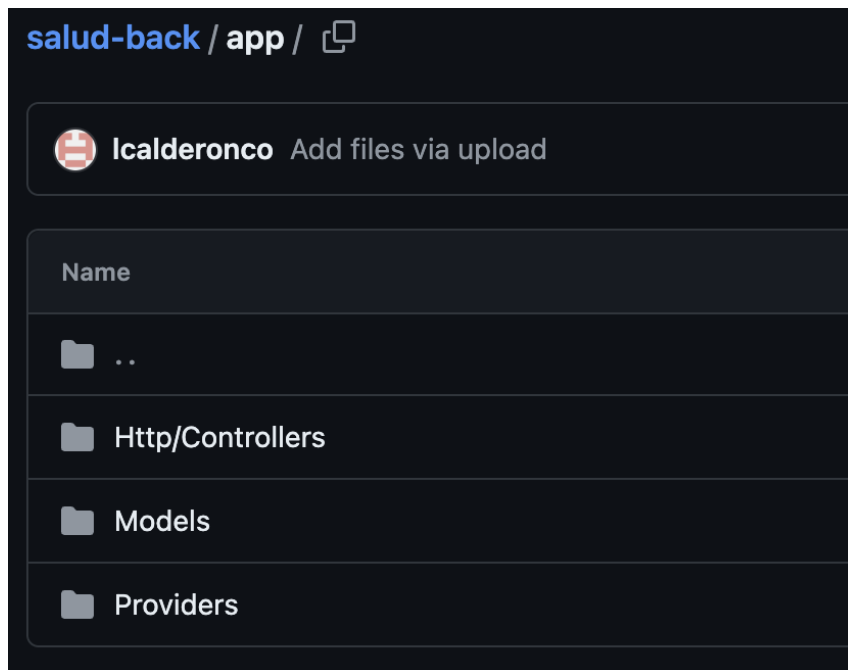 salud-back / app /
lcalderonco Add files via upload
Name
..
Http/Controllers
Models
Providers